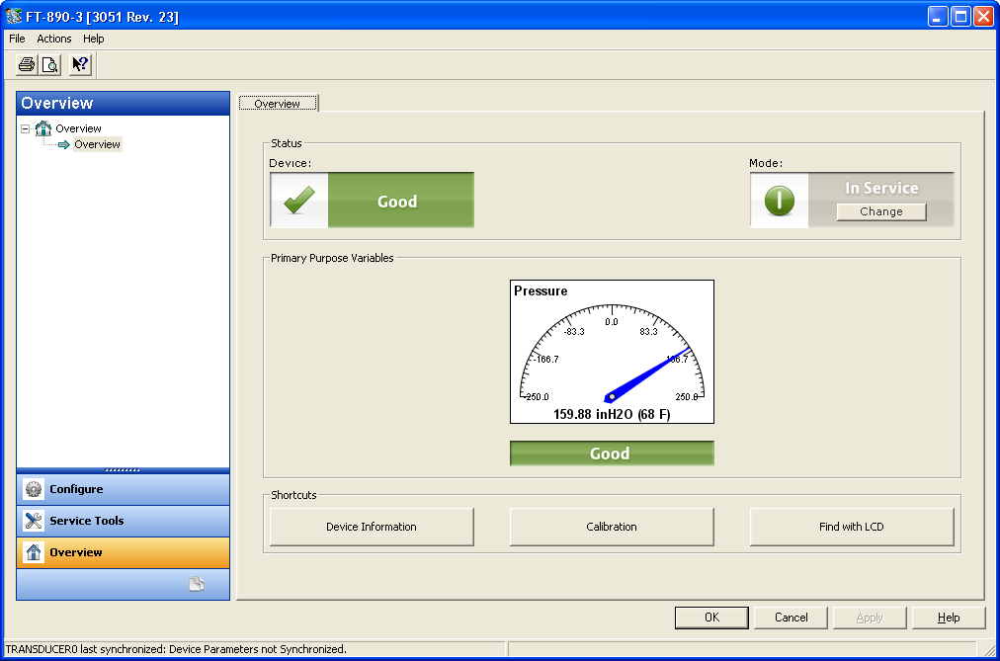 FT-890-3 [3051 Rev. 23]
File Actions Help
Overview
Overview
Overview
Configure
Service Tools
Overview
Overview
Status
Device:
Good
Mode:
In Service
Change
Primary Purpose Variables
Pressure
0.0
-83.3 83.3
-166.7 166.7
-250.0 250.0
159.88 inH2O (68 F)
Good
Shortcuts
Device Information
Calibration
Find with LCD
OK Cancel Apply Help
TRANSDUCER0 last synchronized: Device Parameters not Synchronized.